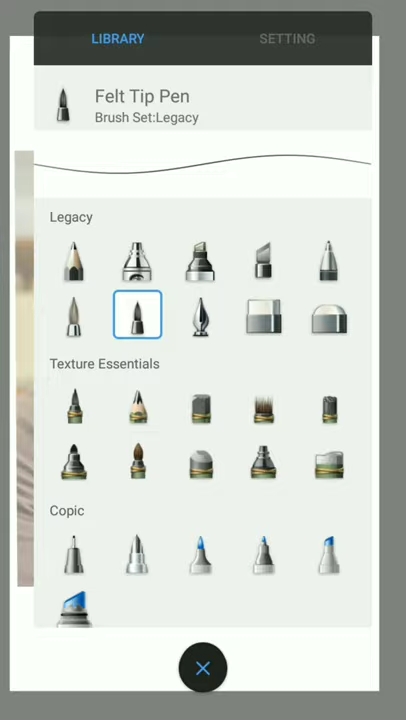 LIBRARY SETTING
Felt Tip Pen
Brush Set:Legacy
Legacy
Texture Essentials
Copic